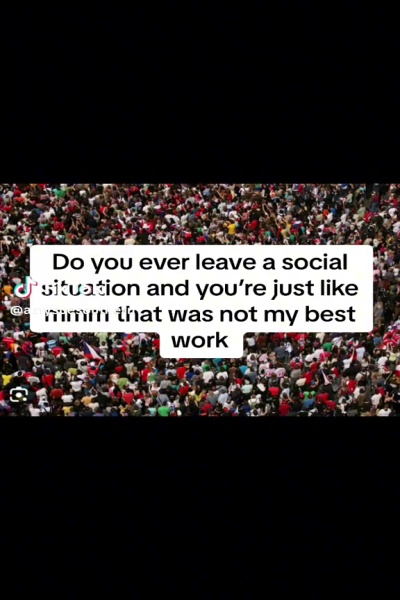 Do you ever leave a social
situation and you're just like
mmm that was not my best
work